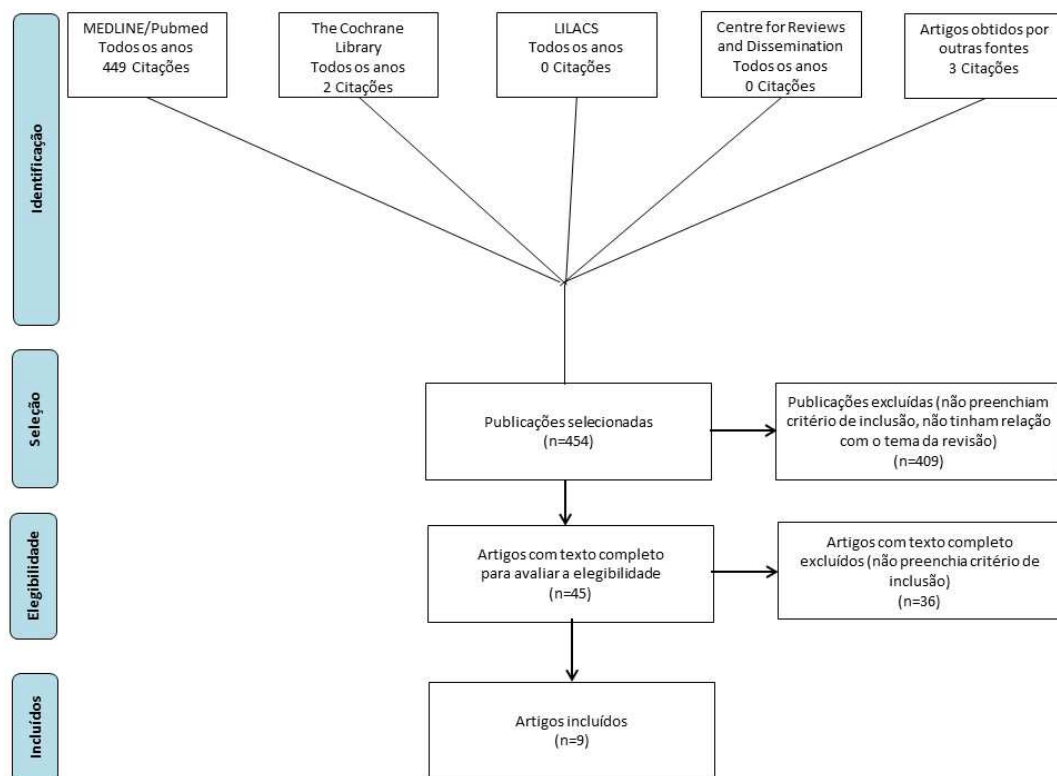 Identificação
MEDLINE/Pubmed
Todos os anos
449 Citações
The Cochrane
Library
Todos os anos
2 Citações
LILACS
Todos os anos
0 Citações
Centre for Reviews
and Dissemination
Todos os anos
0 Citações
Artigos obtidos por
outras fontes
3 Citações
Seleção
Publicações selecionadas
(n=454)
Publicações excluídas (não preenchiam
critério de inclusão, não tinham relação
com o tema da revisão)
(n=409)
Elegibilidade
Artigos com texto completo
para avaliar a elegibilidade
(n=45)
Artigos com texto completo
excluídos (não preenchia critério de
inclusão)
(n=36)
Incluídos
Artigos incluídos
(n=9)